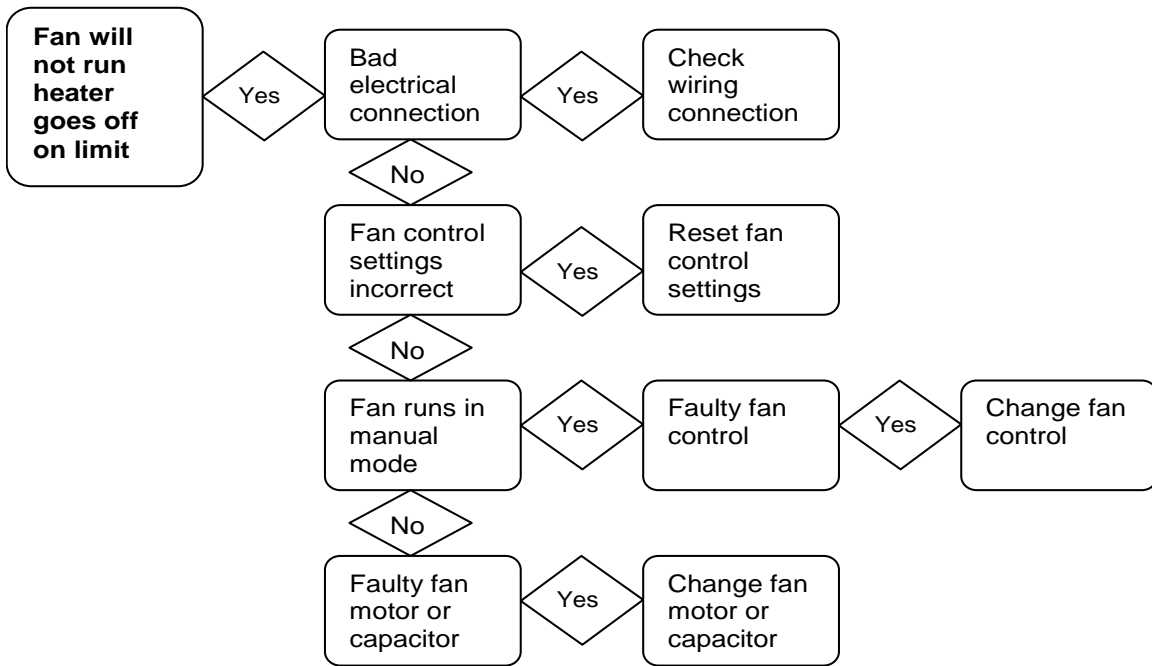 Fan will
not run
heater
goes off
on limit
Yes
Bad
electrical
connection
Yes
Check
wiring
connection
No
Fan control
settings
incorrect
Yes
Reset fan
control
settings
No
Fan runs in
manual
mode
Yes
Faulty fan
control
Yes
Change fan
control
No
Faulty fan
motor or
capacitor
Yes
Change fan
motor or
capacitor